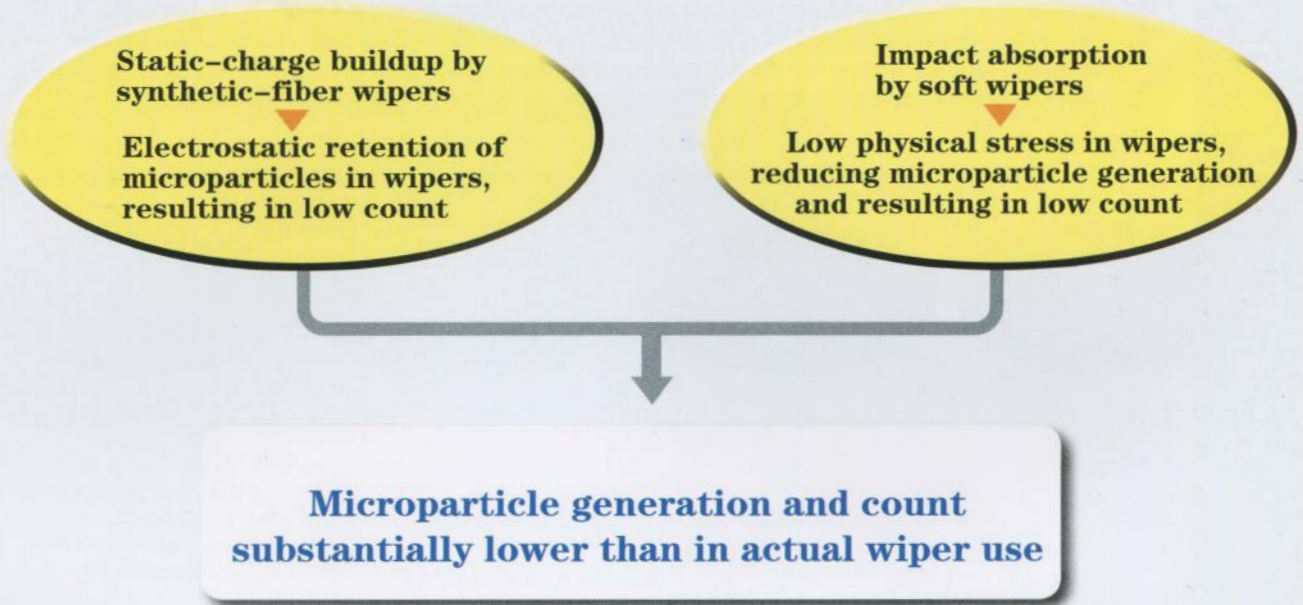 Static-charge buildup by
synthetic-fiber wipers
Electrostatic retention of
microparticles in wipers,
resulting in low count
Impact absorption
by soft wipers
Low physical stress in wipers,
reducing microparticle generation
and resulting in low count
Microparticle generation and count
substantially lower than in actual wiper use